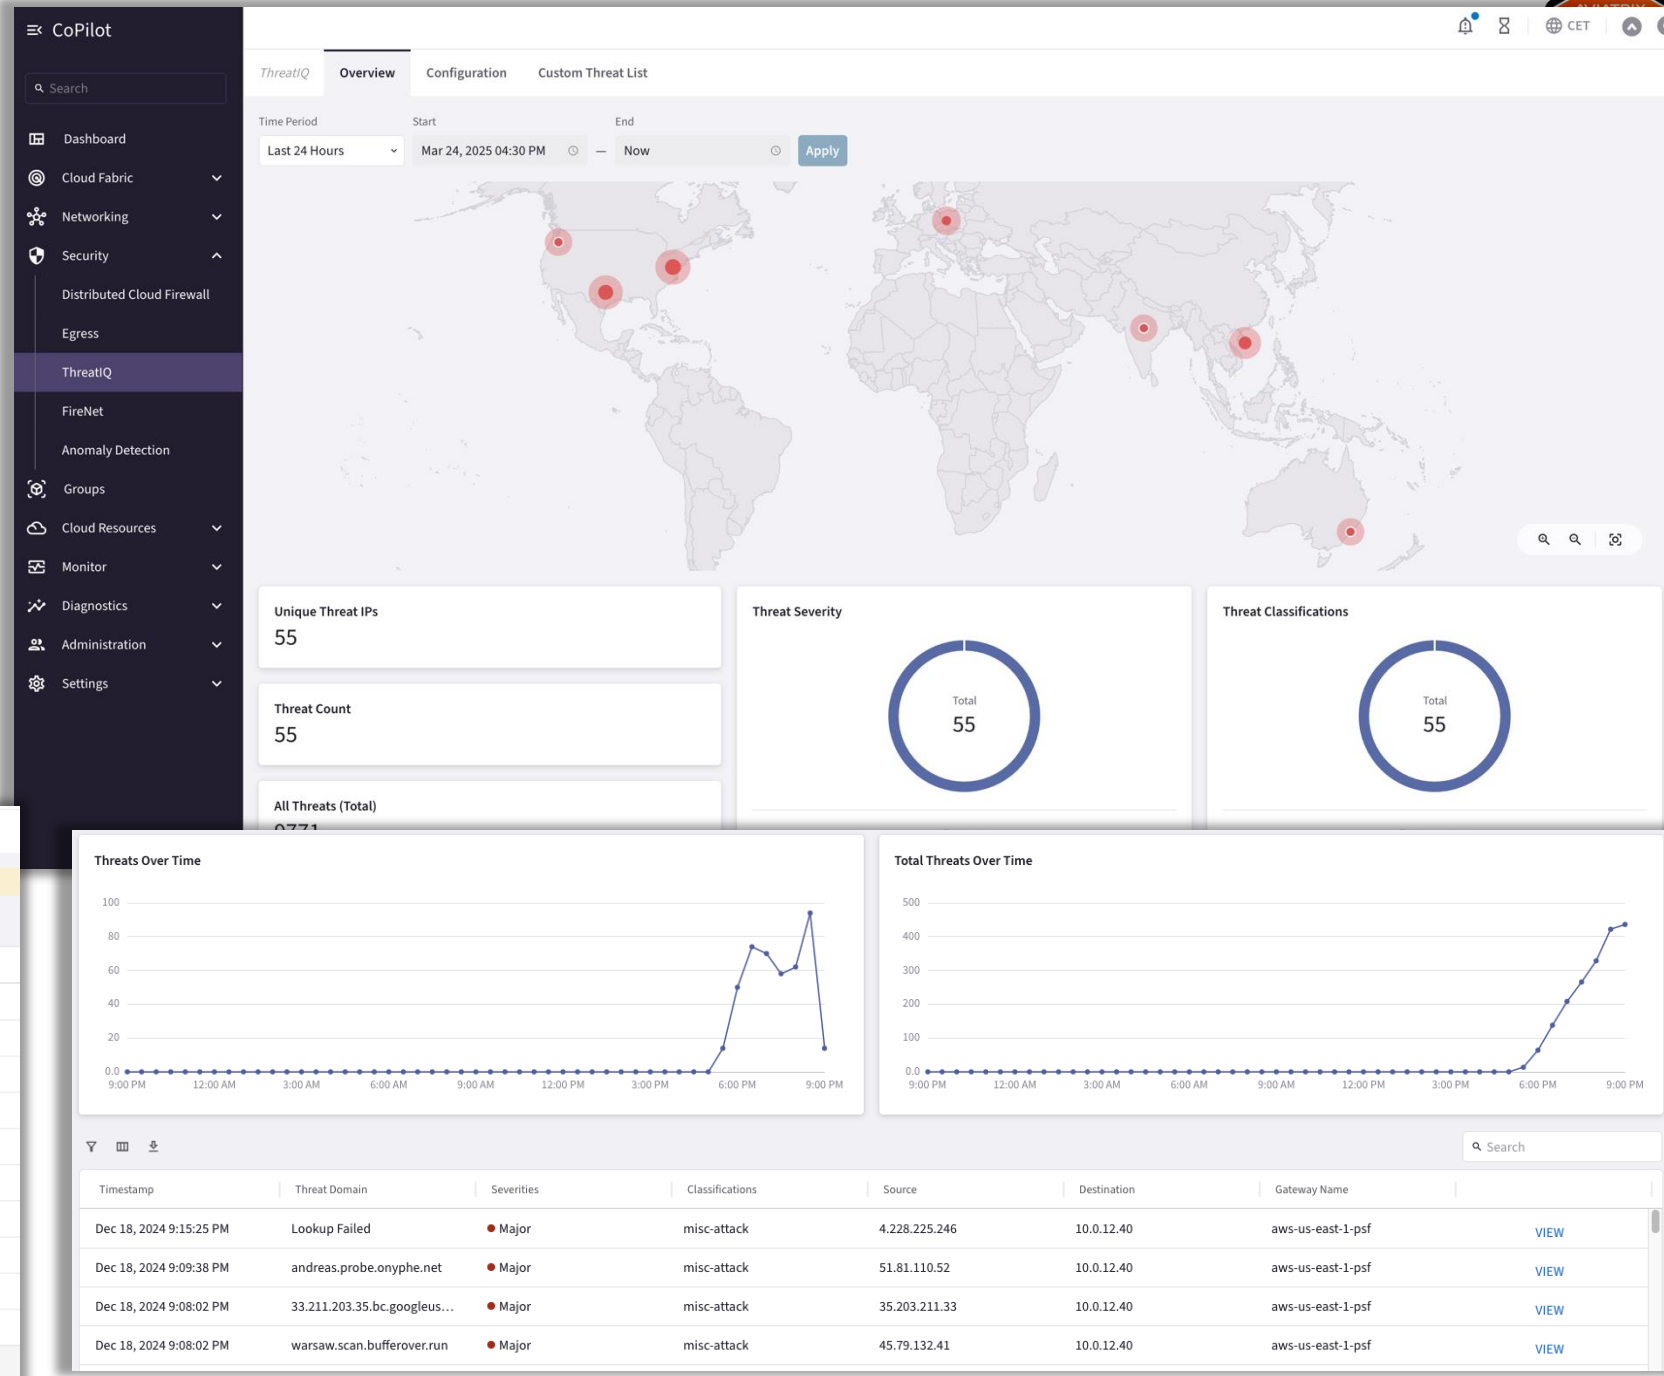 AVIATRIX
CoPilot
CET
Search
Dashboard
Cloud Fabric
Networking
Security
Distributed Cloud Firewall
Egress
ThreatIQ
FireNet
Anomaly Detection
Groups
Cloud Resources
Monitor
Diagnostics
Administration
Settings
ThreatIQ Overview Configuration Custom Threat List
Time Period Start End
Last 24 Hours Mar 24, 2025 04:30 PM — Now Apply
Unique Threat IPs
55
Threat Count
55
All Threats (Total)
9771
Threat Severity
Total
55
Threat Classifications
Total
55
Threats Over Time
100
80
60
40
20
0.0
9:00 PM 12:00 AM 3:00 AM 6:00 AM 9:00 AM 12:00 PM 3:00 PM 6:00 PM 9:00 PM
Total Threats Over Time
500
400
300
200
100
0.0
9:00 PM 12:00 AM 3:00 AM 6:00 AM 9:00 AM 12:00 PM 3:00 PM 6:00 PM 9:00 PM
Search
Timestamp Threat Domain Severities Classifications Source Destination Gateway Name
Dec 18, 2024 9:15:25 PM Lookup Failed Major misc-attack 4.228.225.246 10.0.12.40 aws-us-east-1-psf VIEW
Dec 18, 2024 9:09:38 PM andreas.probe.onyphe.net Major misc-attack 51.81.110.52 10.0.12.40 aws-us-east-1-psf VIEW
Dec 18, 2024 9:08:02 PM 33.211.203.35.bc.googleus... Major misc-attack 35.203.211.33 10.0.12.40 aws-us-east-1-psf VIEW
Dec 18, 2024 9:08:02 PM warsaw.scan.bufferover.run Major misc-attack 45.79.132.41 10.0.12.40 aws-us-east-1-psf VIEW